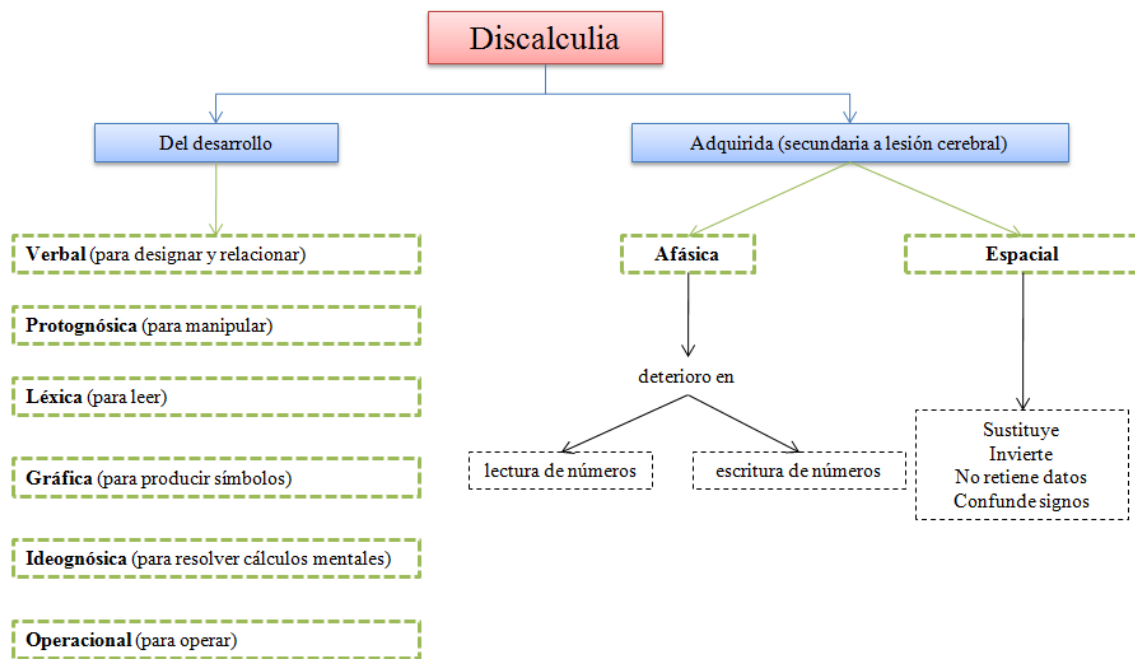 Discalculia
Del desarrollo
Adquirida (secundaria a lesión cerebral)
Verbal (para designar y relacionar)
Protognósica (para manipular)
Léxica (para leer)
Gráfica (para producir símbolos)
Ideognósica (para resolver cálculos mentales)
Operacional (para operar)
Afásica
deterioro en
lectura de números
escritura de números
Espacial
Sustituye
Invierte
No retiene datos
Confunde signos